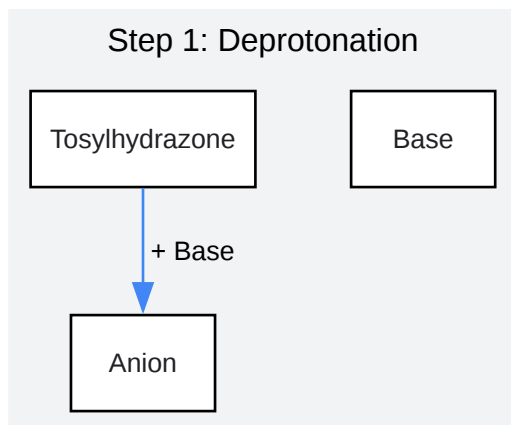 Step 1: Deprotonation
Tosylhydrazone
Base
+ Base
Anion